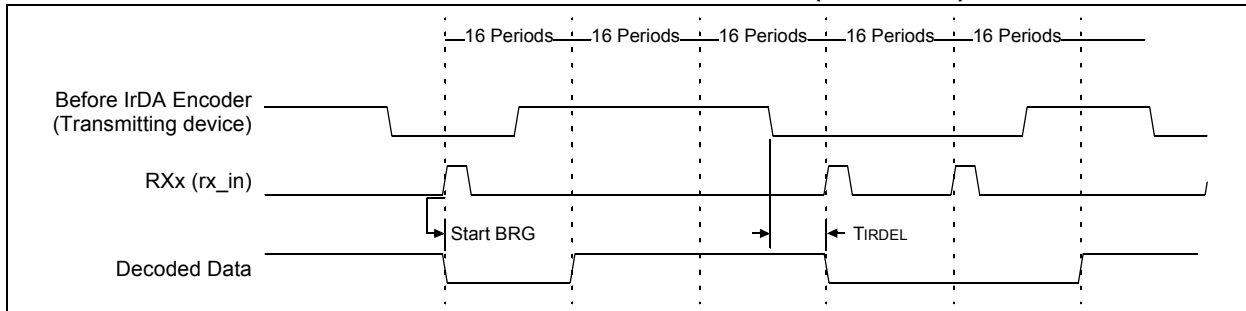 16 Periods 16 Periods 16 Periods 16 Periods 16 Periods
Before IrDA Encoder
(Transmitting device)
RXx (rx_in)
Start BRG
TIRDEL
Decoded Data